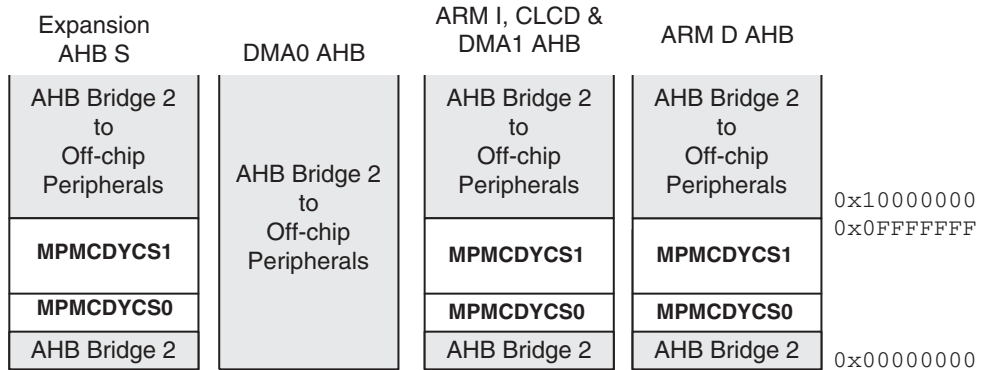 Expansion
AHB S
DMA0 AHB
ARM I, CLCD &
DMA1 AHB
ARM D AHB
AHB Bridge 2
to
Off-chip
Peripherals
MPMCDYCS1
MPMCDYCS0
AHB Bridge 2
AHB Bridge 2
to
Off-chip
Peripherals
AHB Bridge 2
to
Off-chip
Peripherals
MPMCDYCS1
MPMCDYCS0
AHB Bridge 2
AHB Bridge 2
to
Off-chip
Peripherals
MPMCDYCS1
MPMCDYCS0
AHB Bridge 2
0x10000000
0x0FFFFFFF
0x00000000